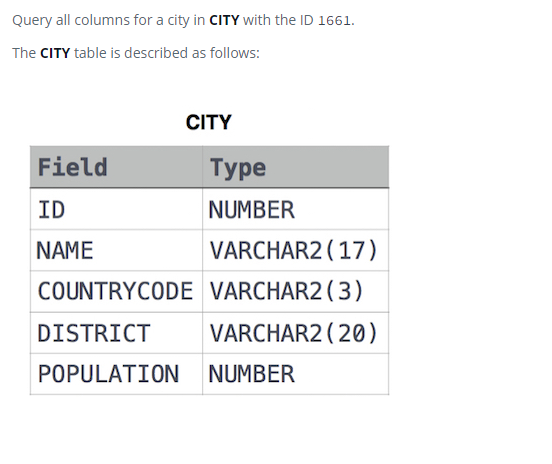 Query all columns for a city in CITY with the ID 1661.
The CITY table is described as follows:
CITY
Field Type
ID NUMBER
NAME VARCHAR2(17)
COUNTRYCODE VARCHAR2(3)
DISTRICT VARCHAR2(20)
POPULATION NUMBER